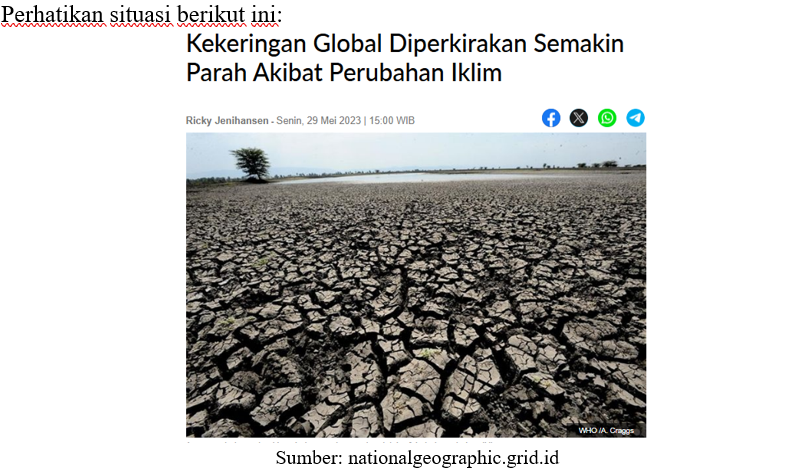 Perhatikan situasi berikut ini:
Kekeringan Global Diperkirakan Semakin
Parah Akibat Perubahan Iklim
Ricky Jenihansen - Senin, 29 Mei 2023 | 15:00 WIB
WHO /A. Craggs
Sumber: nationalgeographic.grid.id